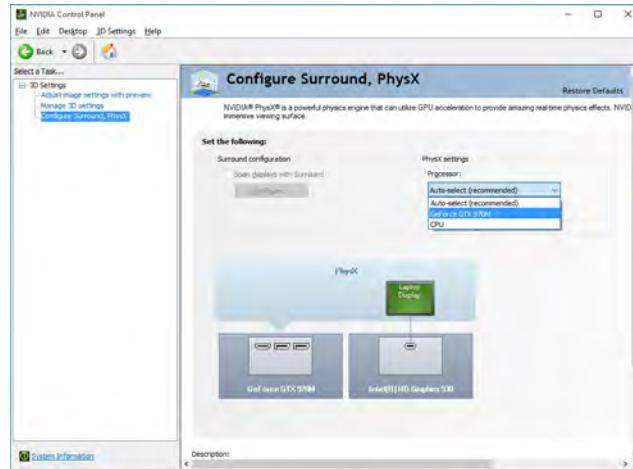 NVIDIA Control Panel
File Edit Desktop 3D Settings Help
Back
Select a Task...
3D Settings
Adjust image settings with preview
Manage 3D settings
Configure Surround, PhysX
Configure Surround, PhysX
Restore Defaults
NVIDIA® PhysX® is a powerful physics engine that can utilize GPU acceleration to provide amazing real-time physics effects. NVID
immersive viewing surface.
Set the following:
Surround configuration
PhysX settings
Span displays with Surround
Processor:
Configure...
Auto-select (recommended)
Auto-select (recommended)
GeForce GTX 970M
CPU
PhysX
Laptop
Display
GeForce GTX 970M
Intel(R) HD Graphics 530
System Information
Description: